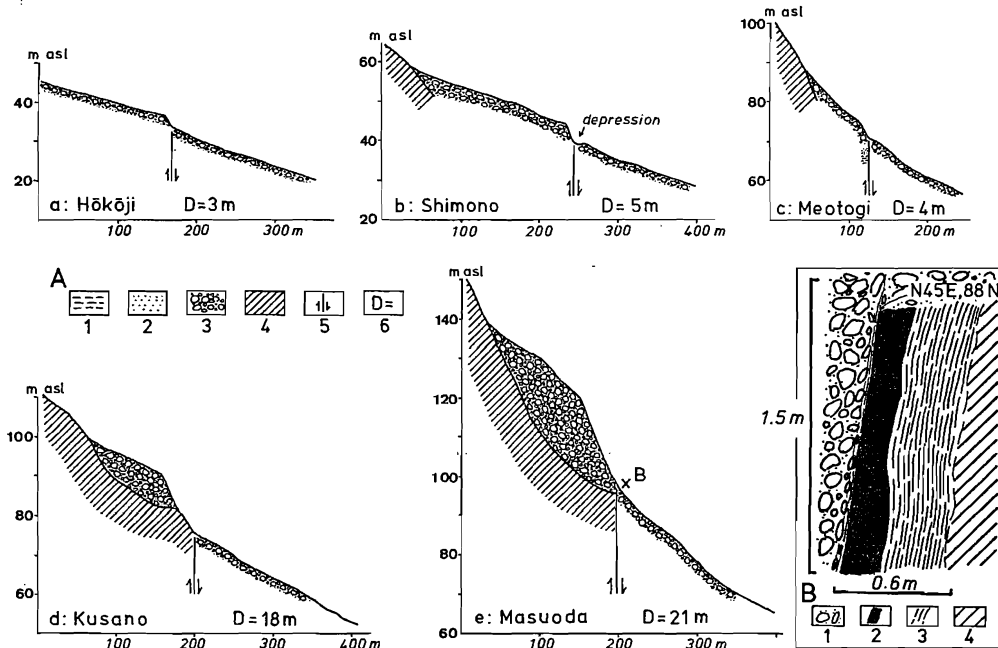 m asl
40
20
a: Hōkōji D=3m
100 200 300 m
m asl
60
40
20
depression
b: Shimono D=5m
100 200 300 400 m
m asl
100
80
60
c: Meotogi D=4m
100 200
A
1 2 3 4 5 6
D=
m asl
100
80
60
d: Kusano D=18m
100 200 300 400 m
m asl
140
120
100
80
60
B
e: Masuoda D=21m
100 200 300 m
N45E,88N
1.5 m
0.6m
B
1 2 3 4